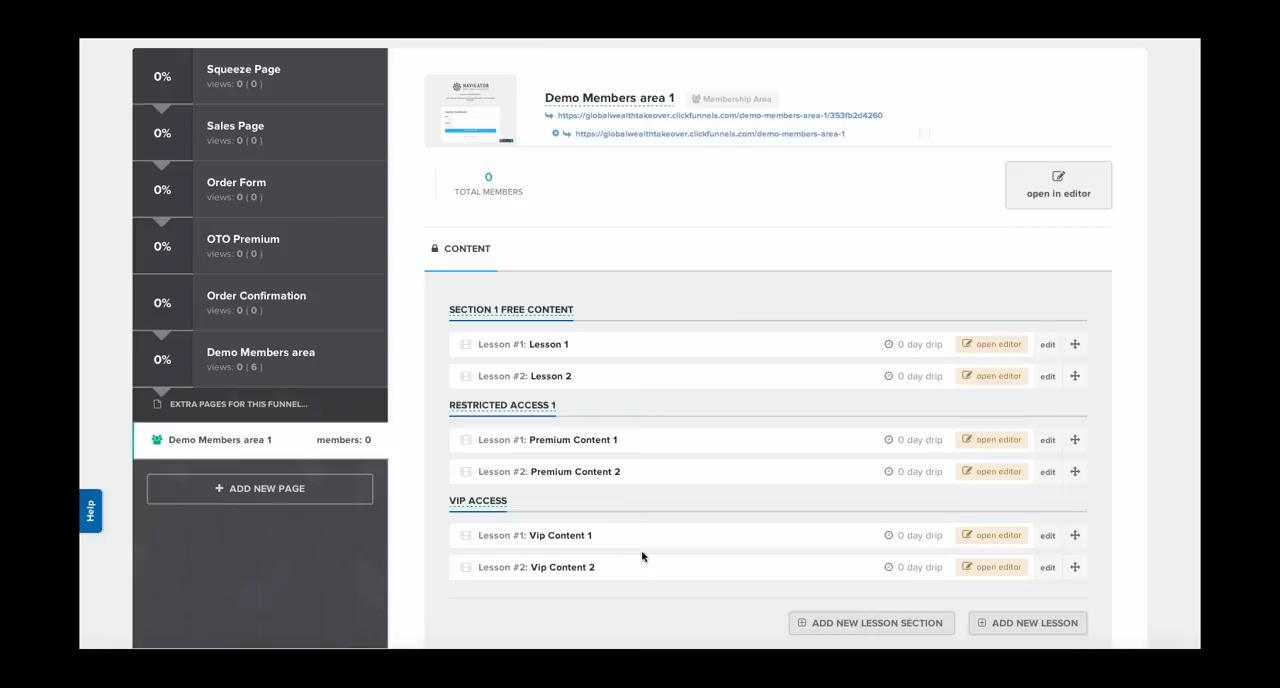 0%
Squeeze Page
views: 0 ( 0 )
0%
Sales Page
views: 0 ( 0 )
0%
Order Form
views: 0 ( 0 )
0%
OTO Premium
views: 0 ( 0 )
0%
Order Confirmation
views: 0 ( 0 )
0%
Demo Members area
views: 0 ( 6 )
EXTRA PAGES FOR THIS FUNNEL...
Demo Members area 1 members: 0
+ ADD NEW PAGE
Help
NAVIGATOR
Demo Members area 1 Membership Area
https://globalwealthtakeover.clickfunnels.com/demo-members-area-1/353fb2d4260
https://globalwealthtakeover.clickfunnels.com/demo-members-area-1
0
TOTAL MEMBERS
open in editor
CONTENT
SECTION 1 FREE CONTENT
Lesson #1: Lesson 1 0 day drip open editor edit
Lesson #2: Lesson 2 0 day drip open editor edit
RESTRICTED ACCESS 1
Lesson #1: Premium Content 1 0 day drip open editor edit
Lesson #2: Premium Content 2 0 day drip open editor edit
VIP ACCESS
Lesson #1: Vip Content 1 0 day drip open editor edit
Lesson #2: Vip Content 2 0 day drip open editor edit
ADD NEW LESSON SECTION ADD NEW LESSON